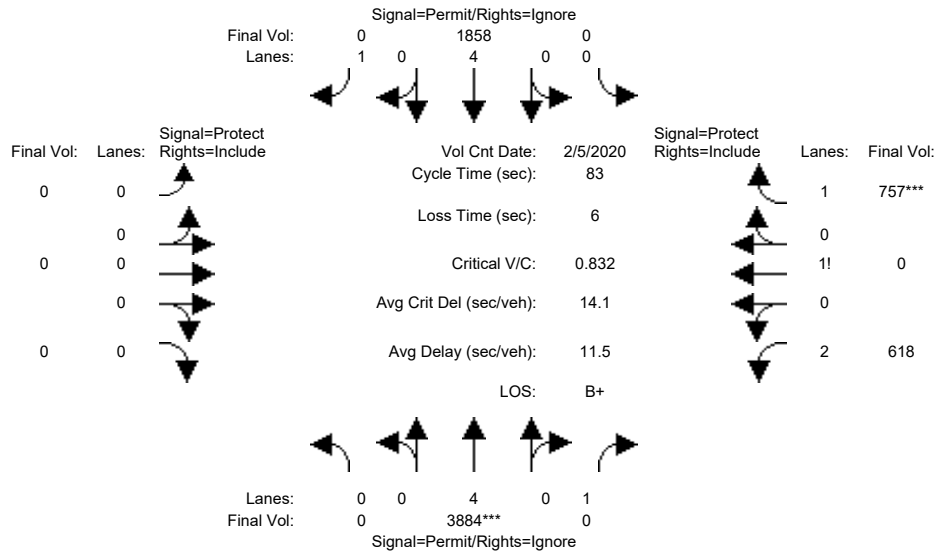 Signal=Permit/Rights=Ignore
Final Vol: 0 1858 0
Lanes: 1 0 4 0 0
Signal=Protect
Final Vol: Lanes: Rights=Include
Vol Cnt Date: 2/5/2020
Signal=Protect
Rights=Include Lanes: Final Vol:
Cycle Time (sec): 83
0 0
1 757***
Loss Time (sec): 6
0
0
0 0
Critical V/C: 0.832
1! 0
0
Avg Crit Del (sec/veh): 14.1
0
0 0
Avg Delay (sec/veh): 11.5
2 618
LOS: B+
Lanes: 0 0 4 0 1
Final Vol: 0 3884*** 0
Signal=Permit/Rights=Ignore